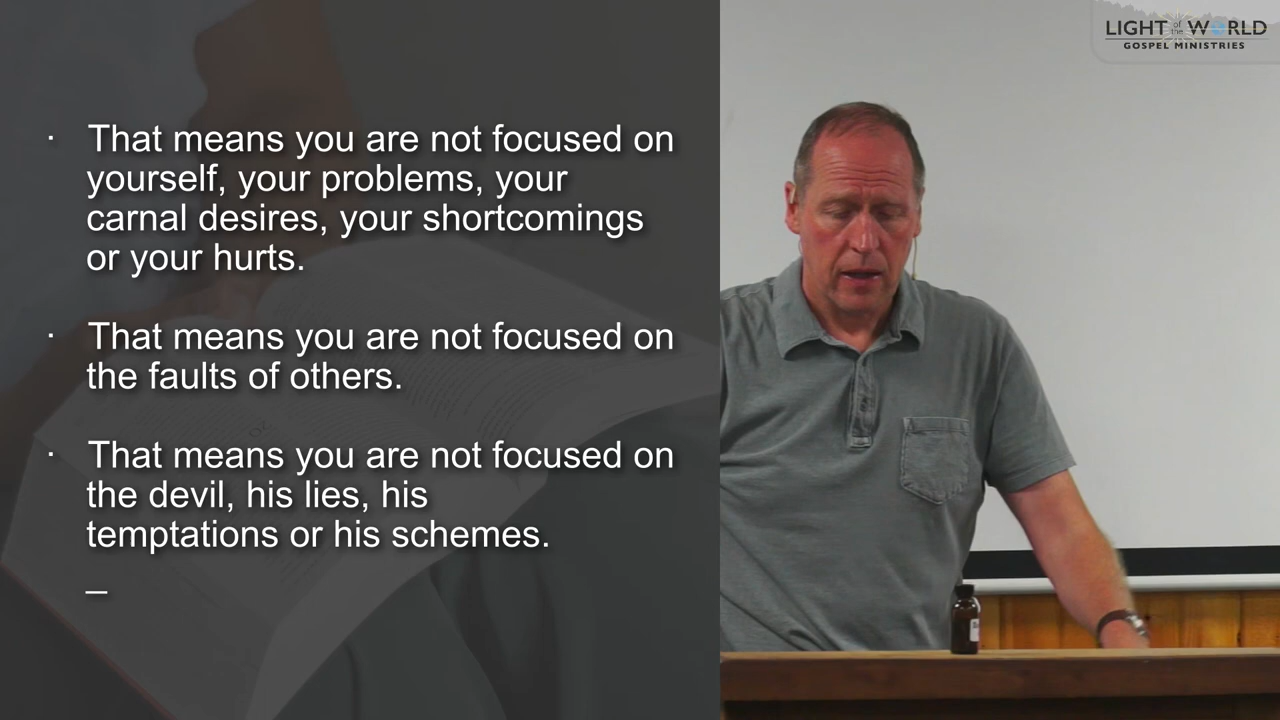 · That means you are not focused on
yourself, your problems, your
carnal desires, your shortcomings
or your hurts.
· That means you are not focused on
the faults of others.
· That means you are not focused on
the devil, his lies, his
temptations or his schemes.
–
LIGHT of the WORLD
GOSPEL MINISTRIES